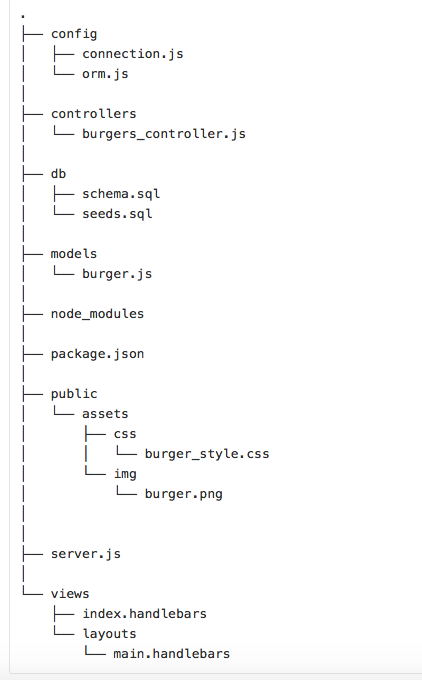 .
├── config
│   ├── connection.js
│   └── orm.js
│
├── controllers
│   └── burgers_controller.js
│
├── db
│   ├── schema.sql
│   └── seeds.sql
│
├── models
│   └── burger.js
│
├── node_modules
│
├── package.json
│
├── public
│   └── assets
│       ├── css
│       │   └── burger_style.css
│       └── img
│           └── burger.png
│
│
├── server.js
│
└── views
    ├── index.handlebars
    └── layouts
        └── main.handlebars